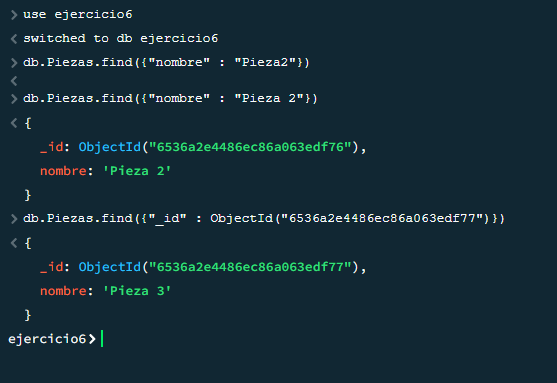 > use ejercicio6
< switched to db ejercicio6
> db.Piezas.find({"nombre" : "Pieza2"})
<
> db.Piezas.find({"nombre" : "Pieza 2"})
< {
_id: ObjectId("6536a2e4486ec86a063edf76"),
nombre: 'Pieza 2'
}
> db.Piezas.find({"_id" : ObjectId("6536a2e4486ec86a063edf77")})
< {
_id: ObjectId("6536a2e4486ec86a063edf77"),
nombre: 'Pieza 3'
}
ejercicio6>